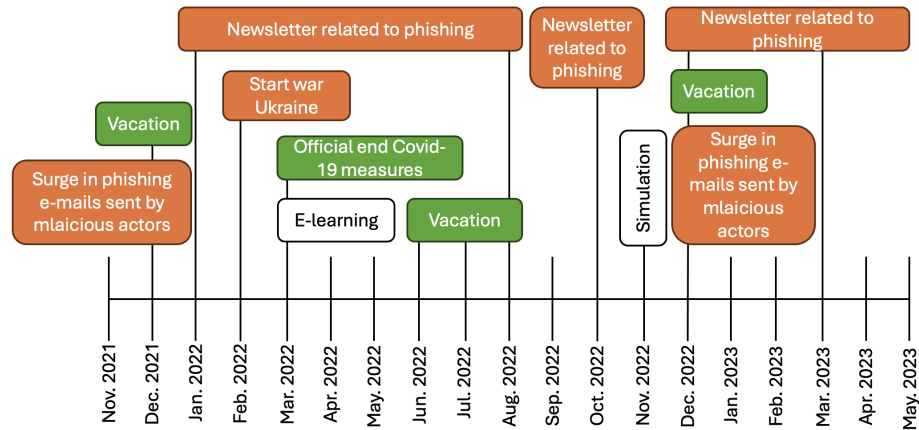 Newsletter related to phishing
Newsletter
related to
phishing
Newsletter related to
phishing
Start war
Ukraine
Vacation
Vacation
Official end Covid-
19 measures
Surge in phishing
e-mails sent by
mlaicious actors
E-learning
Vacation
Simulation
Surge in
phishing e-
mails sent by
mlaicious
actors
Nov. 2021
Dec. 2021
Jan. 2022
Feb. 2022
Mar. 2022
Apr. 2022
May. 2022
Jun. 2022
Jul. 2022
Aug. 2022
Sep. 2022
Oct. 2022
Nov. 2022
Dec. 2022
Jan. 2023
Feb. 2023
Mar. 2023
Apr. 2023
May. 2023